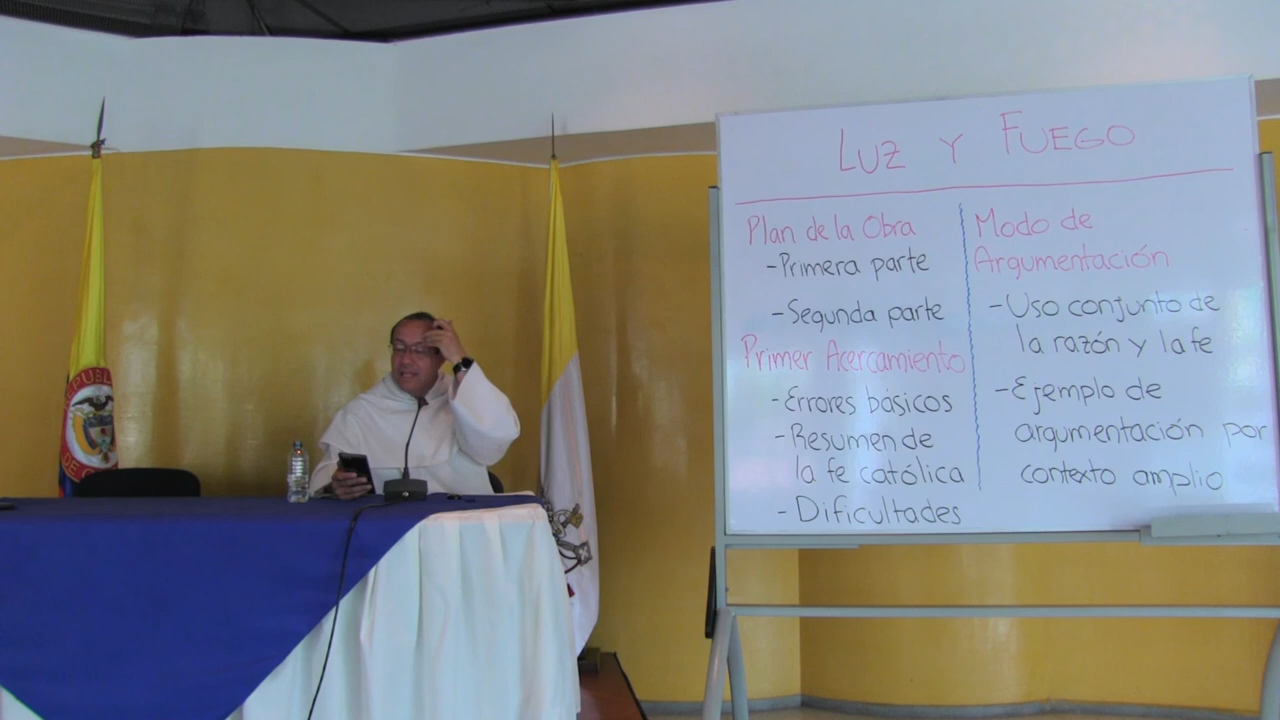 LUZ Y FUEGO
Plan de la Obra
-Primera parte
-Segunda parte
Primer Acercamiento
-Errores básicos
-Resumen de
la fe católica
-Dificultades
Modo de
Argumentación
-Uso conjunto de
la razón y la fe
-Ejemplo de
argumentación por
contexto amplio